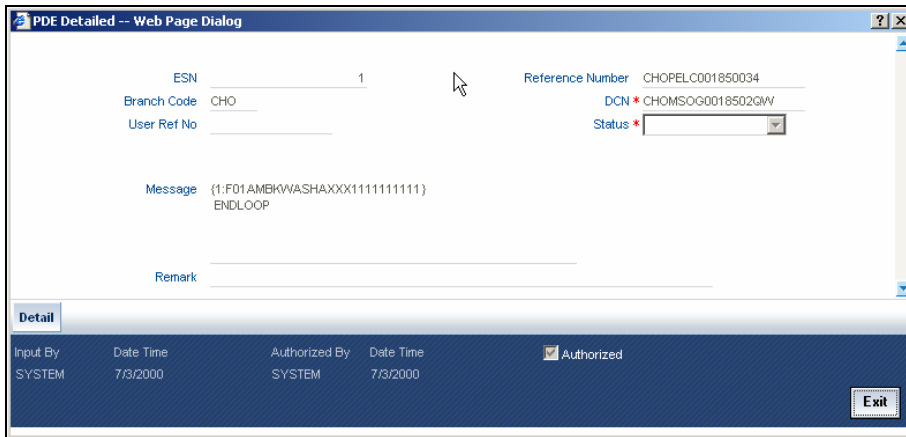 PDE Detailed -- Web Page Dialog
ESN 1 Reference Number CHOPELC001850034
Branch Code CHO DCN * CHOMSOG0018502QW
User Ref No Status *
Message {1:F01AMBKWASHAXXX1111111111}
ENDLOOP
Remark
Detail
Input By Date Time Authorized By Date Time Authorized
SYSTEM 7/3/2000 SYSTEM 7/3/2000
Exit